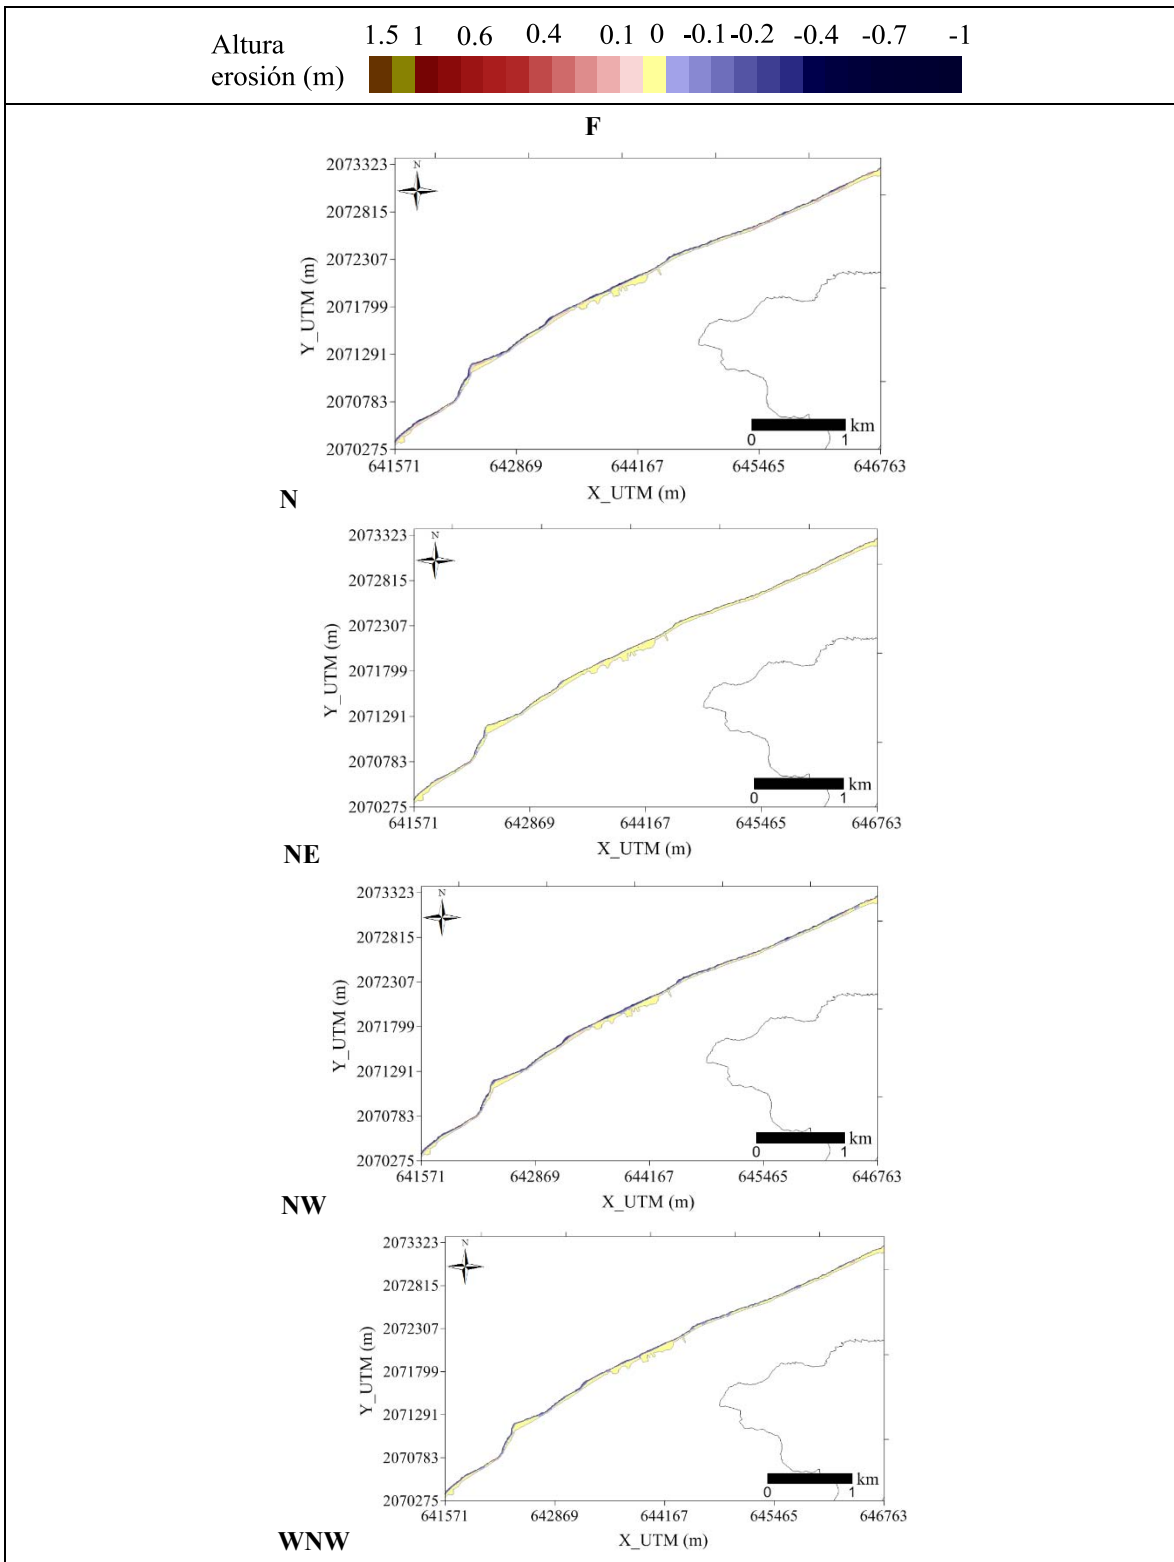 Altura erosión (m)
1.5 1 0.6 0.4 0.1 0 -0.1 -0.2 -0.4 -0.7 -1
F
N
2073323
2072815
2072307
2071799
2071291
2070783
2070275
Y_UTM (m)
km
0 1
641571 642869 644167 645465 646763
X_UTM (m)
N
N
2073323
2072815
2072307
2071799
2071291
2070783
2070275
Y_UTM (m)
km
0 1
641571 642869 644167 645465 646763
X_UTM (m)
NE
N
2073323
2072815
2072307
2071799
2071291
2070783
2070275
Y_UTM (m)
km
0 1
641571 642869 644167 645465 646763
X_UTM (m)
NW
N
2073323
2072815
2072307
2071799
2071291
2070783
2070275
Y_UTM (m)
km
0 1
641571 642869 644167 645465 646763
X_UTM (m)
WNW